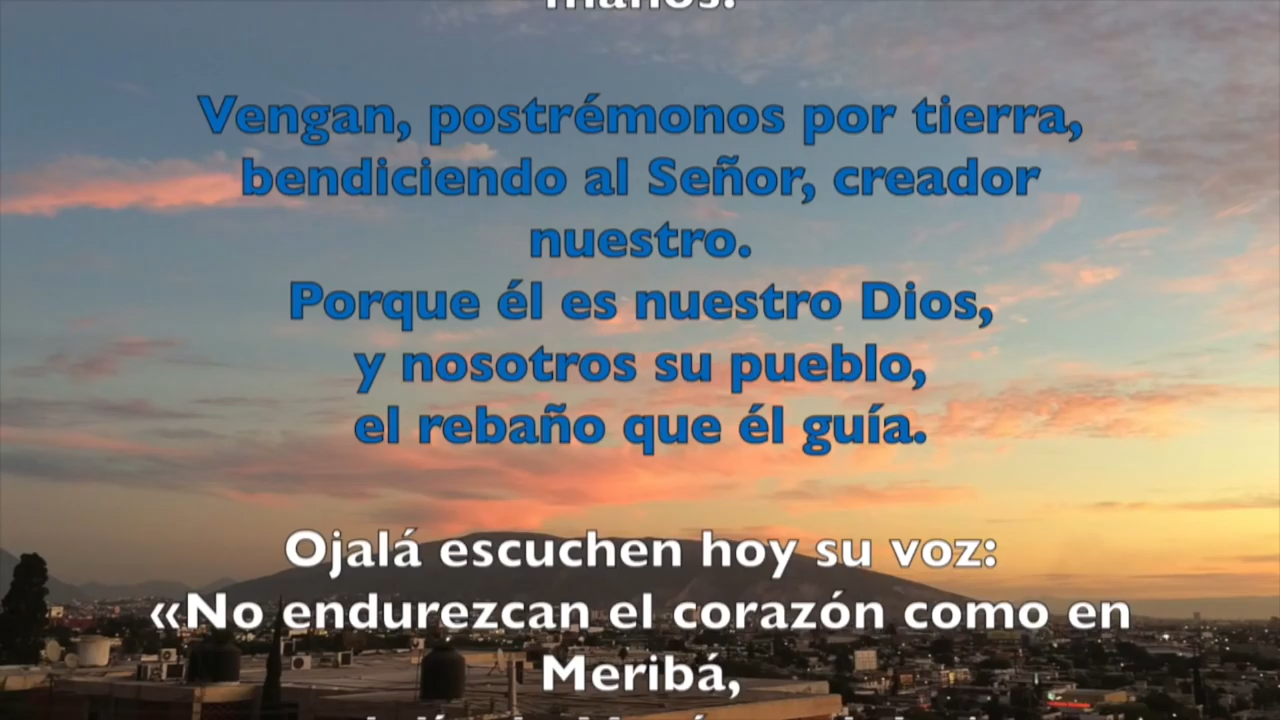 manos.
Vengan, postrémonos por tierra,
bendiciendo al Señor, creador
nuestro.
Porque él es nuestro Dios,
y nosotros su pueblo,
el rebaño que él guía.
Ojalá escuchen hoy su voz:
«No endurezcan el corazón como en
Meribá,